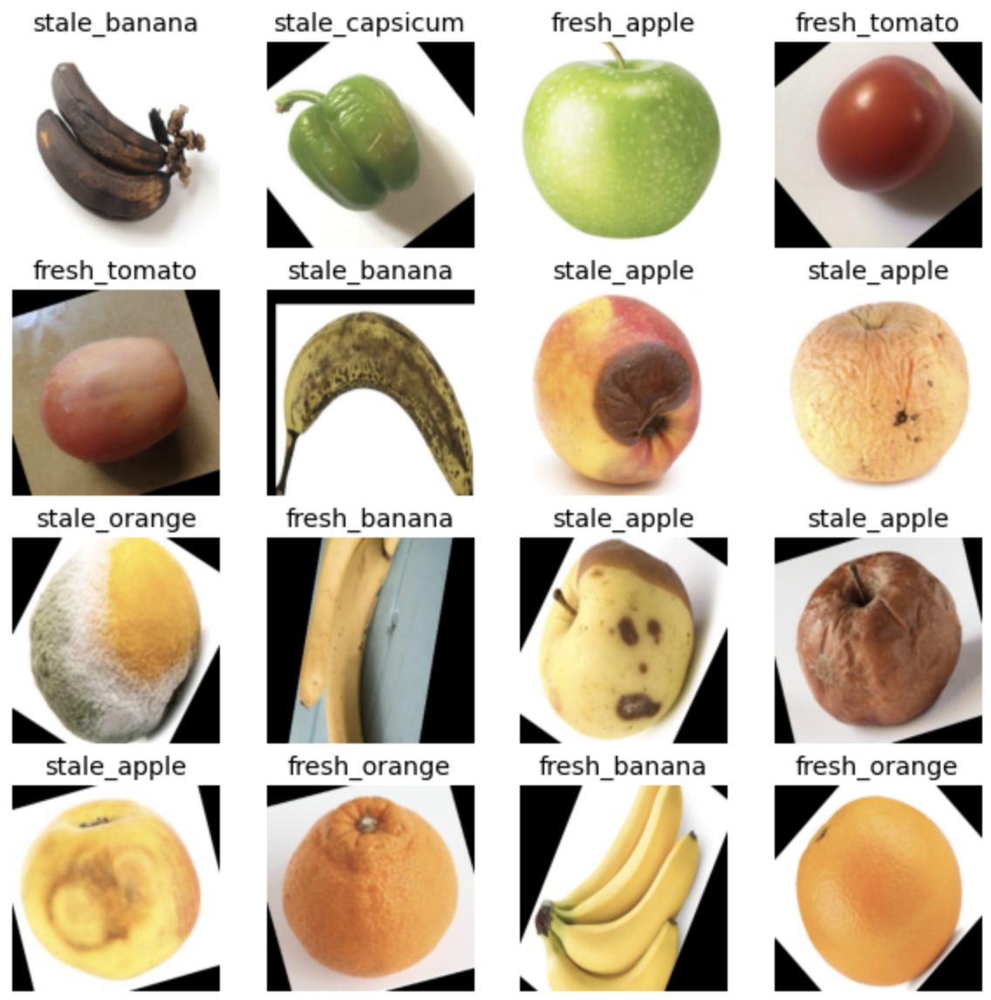 stale_banana
stale_capsicum
fresh_apple
fresh_tomato
fresh_tomato
stale_banana
stale_apple
stale_apple
stale_orange
fresh_banana
stale_apple
stale_apple
stale_apple
fresh_orange
fresh_banana
fresh_orange